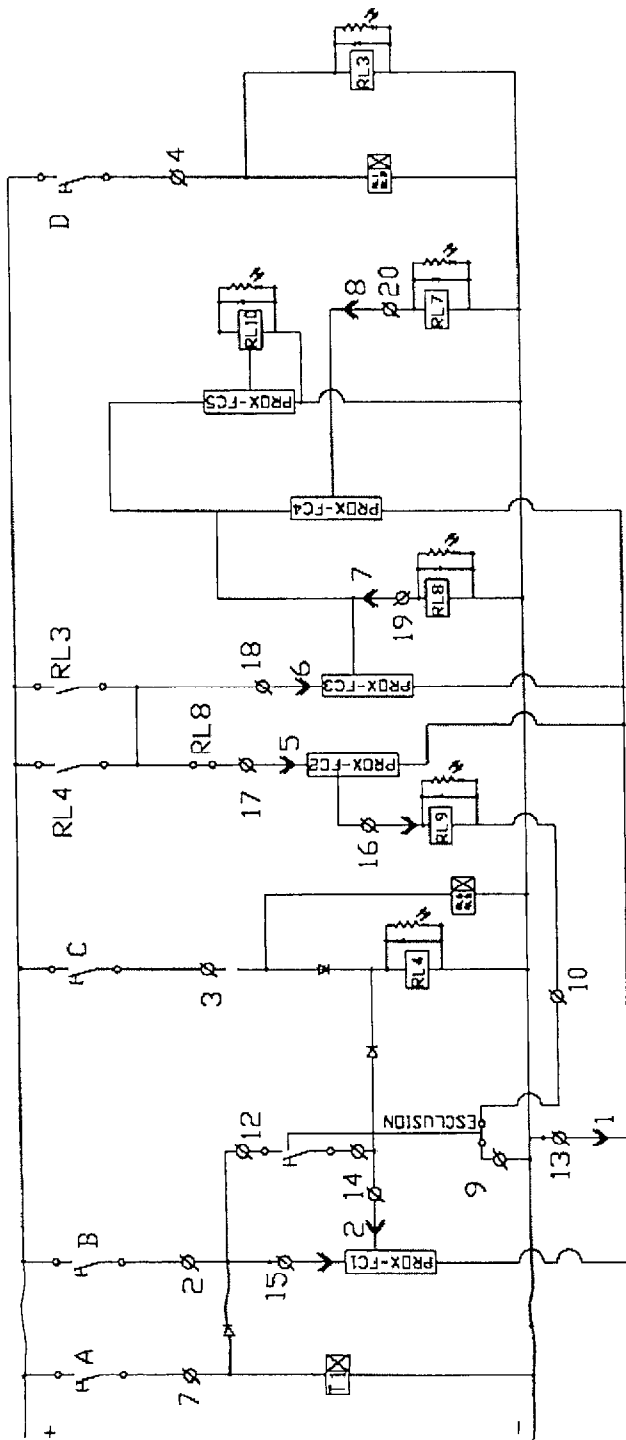 +
-
A
7
T1
B
2
15
PROX-FC1
2
14
12
ESCLUSION
9
13
1
10
C
3
RL4
RL4
RL8
17
5
PROX-FC2
16
RL9
RL3
18
6
PROX-FC3
7
19
RL8
PROX-FC4
PROX-FC5
RL10
8
20
RL7
D
4
RL3